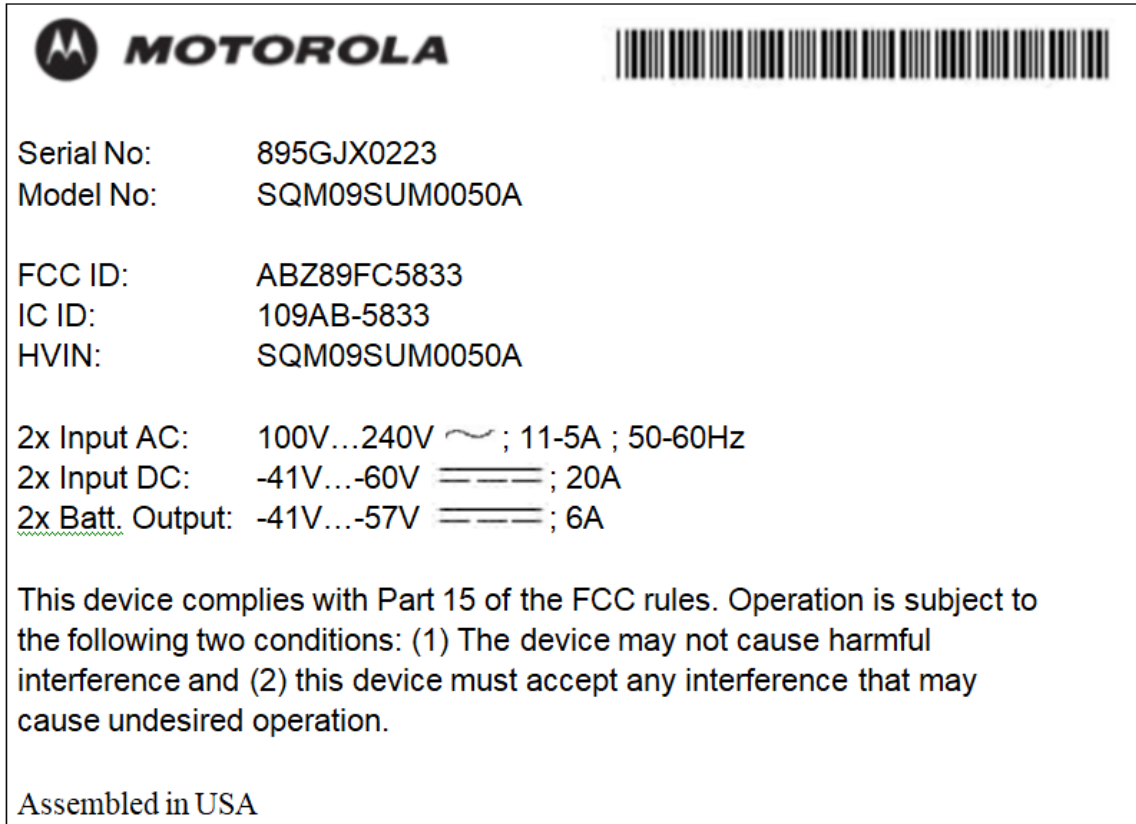 MOTOROLA
Serial No: 895GJX0223
Model No: SQM09SUM0050A
FCC ID: ABZ89FC5833
IC ID: 109AB-5833
HVIN: SQM09SUM0050A
2x Input AC: 100V...240V ~ ; 11-5A ; 50-60Hz
2x Input DC: -41V...-60V ⎓; 20A
2x Batt. Output: -41V...-57V ⎓; 6A
This device complies with Part 15 of the FCC rules. Operation is subject to
the following two conditions: (1) The device may not cause harmful
interference and (2) this device must accept any interference that may
cause undesired operation.
Assembled in USA